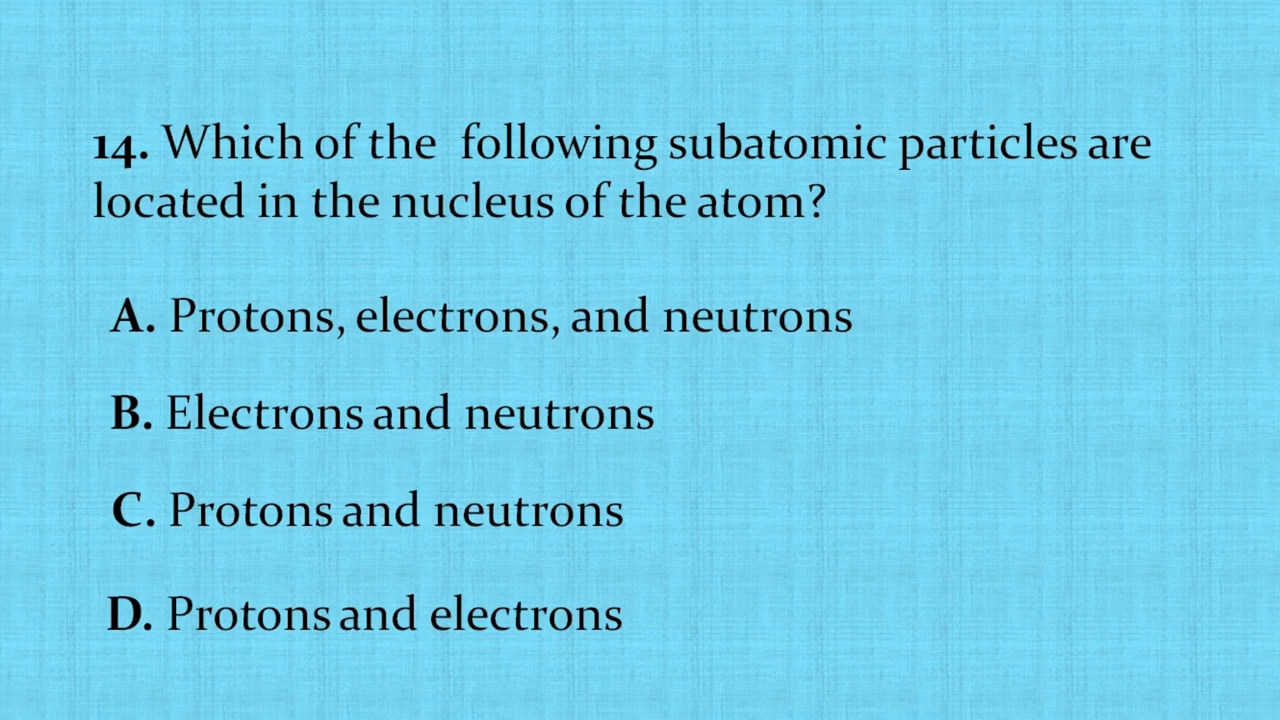 14. Which of the following subatomic particles are
located in the nucleus of the atom?
A. Protons, electrons, and neutrons
B. Electrons and neutrons
C. Protons and neutrons
D. Protons and electrons